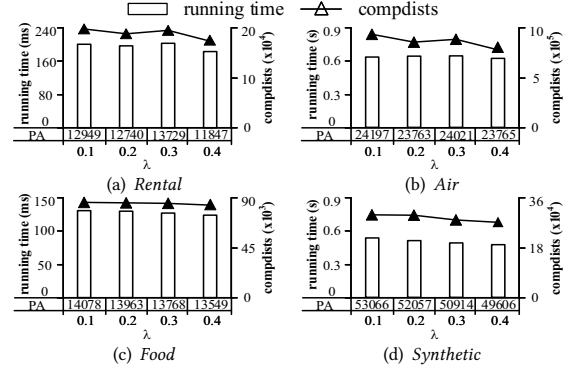 running time compdists
running time (ms)
240
160
80
0
20
10
0
compdists (x10⁴)
PA 12949 12740 13729 11847
0.1 0.2 0.3 0.4
λ
(a) Rental
running time (s)
0.9
0.6
0.3
0
10
5
0
compdists (x10⁵)
PA 24197 23763 24021 23765
0.1 0.2 0.3 0.4
λ
(b) Air
running time (ms)
150
100
50
0
90
45
0
compdists (x10³)
PA 14078 13963 13768 13549
0.1 0.2 0.3 0.4
λ
(c) Food
running time (s)
0.9
0.6
0.3
0
36
18
0
compdists (x10⁴)
PA 53066 52057 50914 49606
0.1 0.2 0.3 0.4
λ
(d) Synthetic